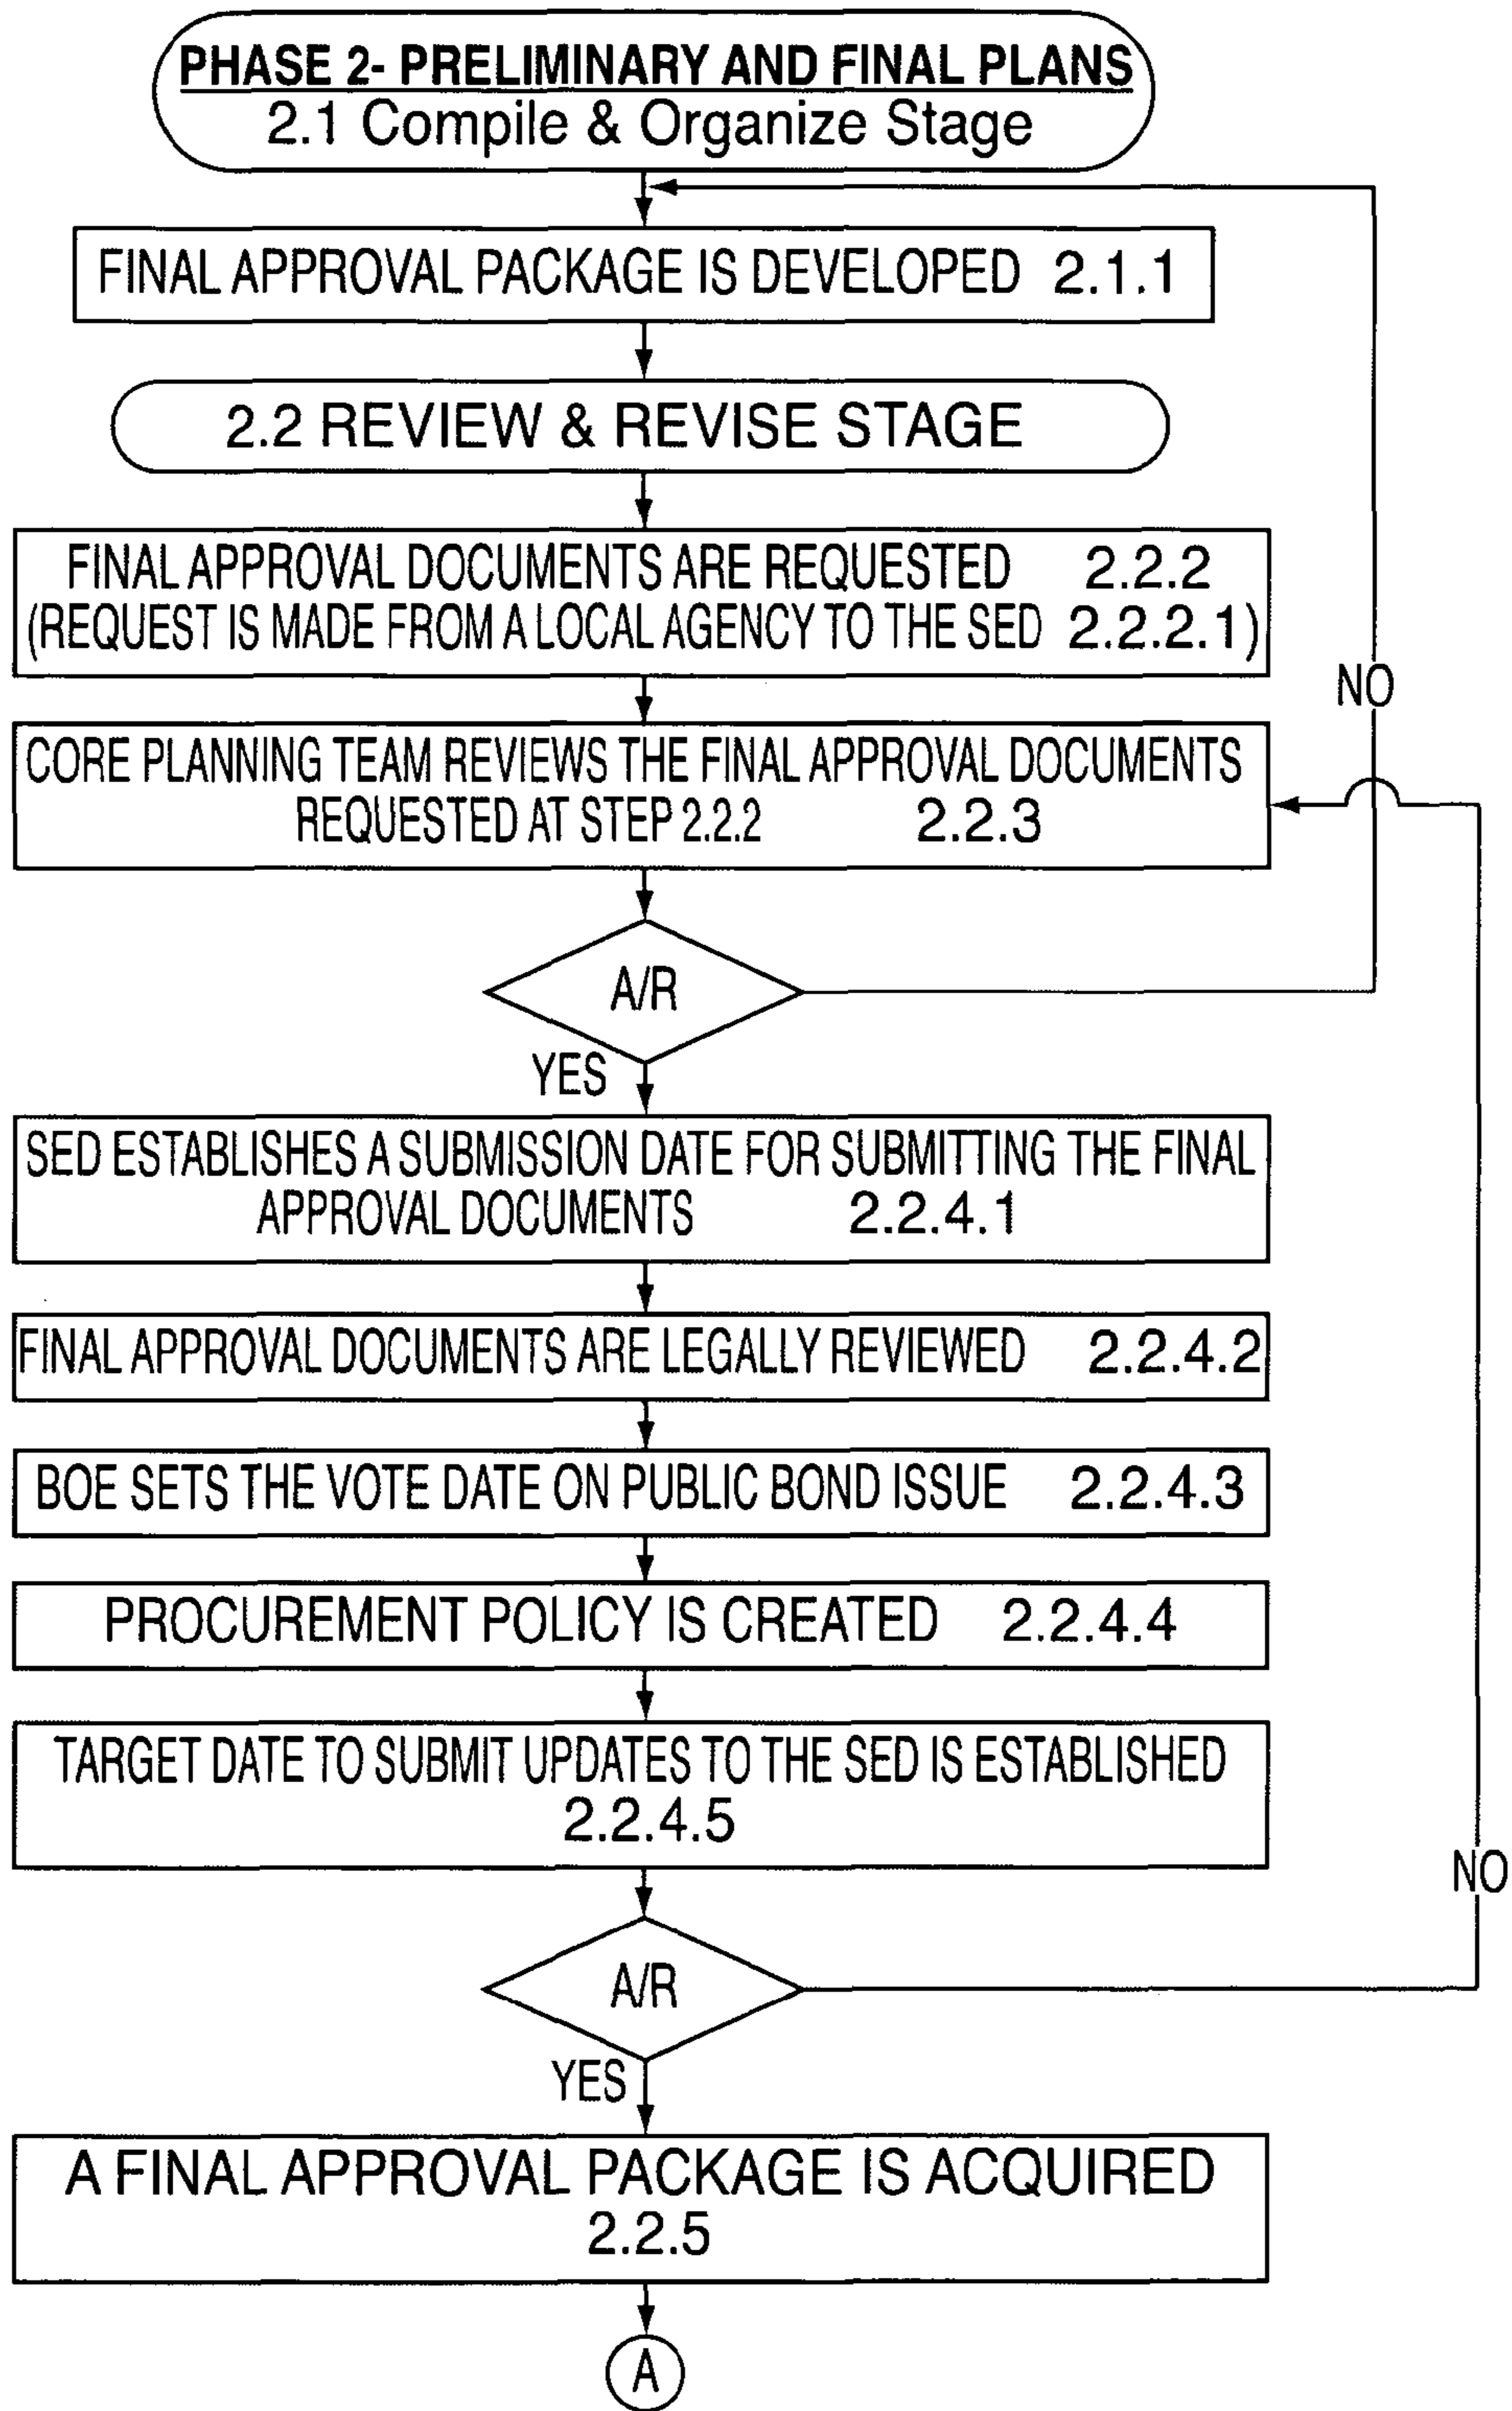 PHASE 2- PRELIMINARY AND FINAL PLANS
2.1 Compile & Organize Stage
FINAL APPROVAL PACKAGE IS DEVELOPED 2.1.1
2.2 REVIEW & REVISE STAGE
FINAL APPROVAL DOCUMENTS ARE REQUESTED 2.2.2
(REQUEST IS MADE FROM A LOCAL AGENCY TO THE SED 2.2.2.1)
NO
CORE PLANNING TEAM REVIEWS THE FINAL APPROVAL DOCUMENTS
REQUESTED AT STEP 2.2.2 2.2.3
A/R
YES
SED ESTABLISHES A SUBMISSION DATE FOR SUBMITTING THE FINAL
APPROVAL DOCUMENTS 2.2.4.1
FINAL APPROVAL DOCUMENTS ARE LEGALLY REVIEWED 2.2.4.2
BOE SETS THE VOTE DATE ON PUBLIC BOND ISSUE 2.2.4.3
PROCUREMENT POLICY IS CREATED 2.2.4.4
TARGET DATE TO SUBMIT UPDATES TO THE SED IS ESTABLISHED
2.2.4.5
NO
A/R
YES
A FINAL APPROVAL PACKAGE IS ACQUIRED
2.2.5
A